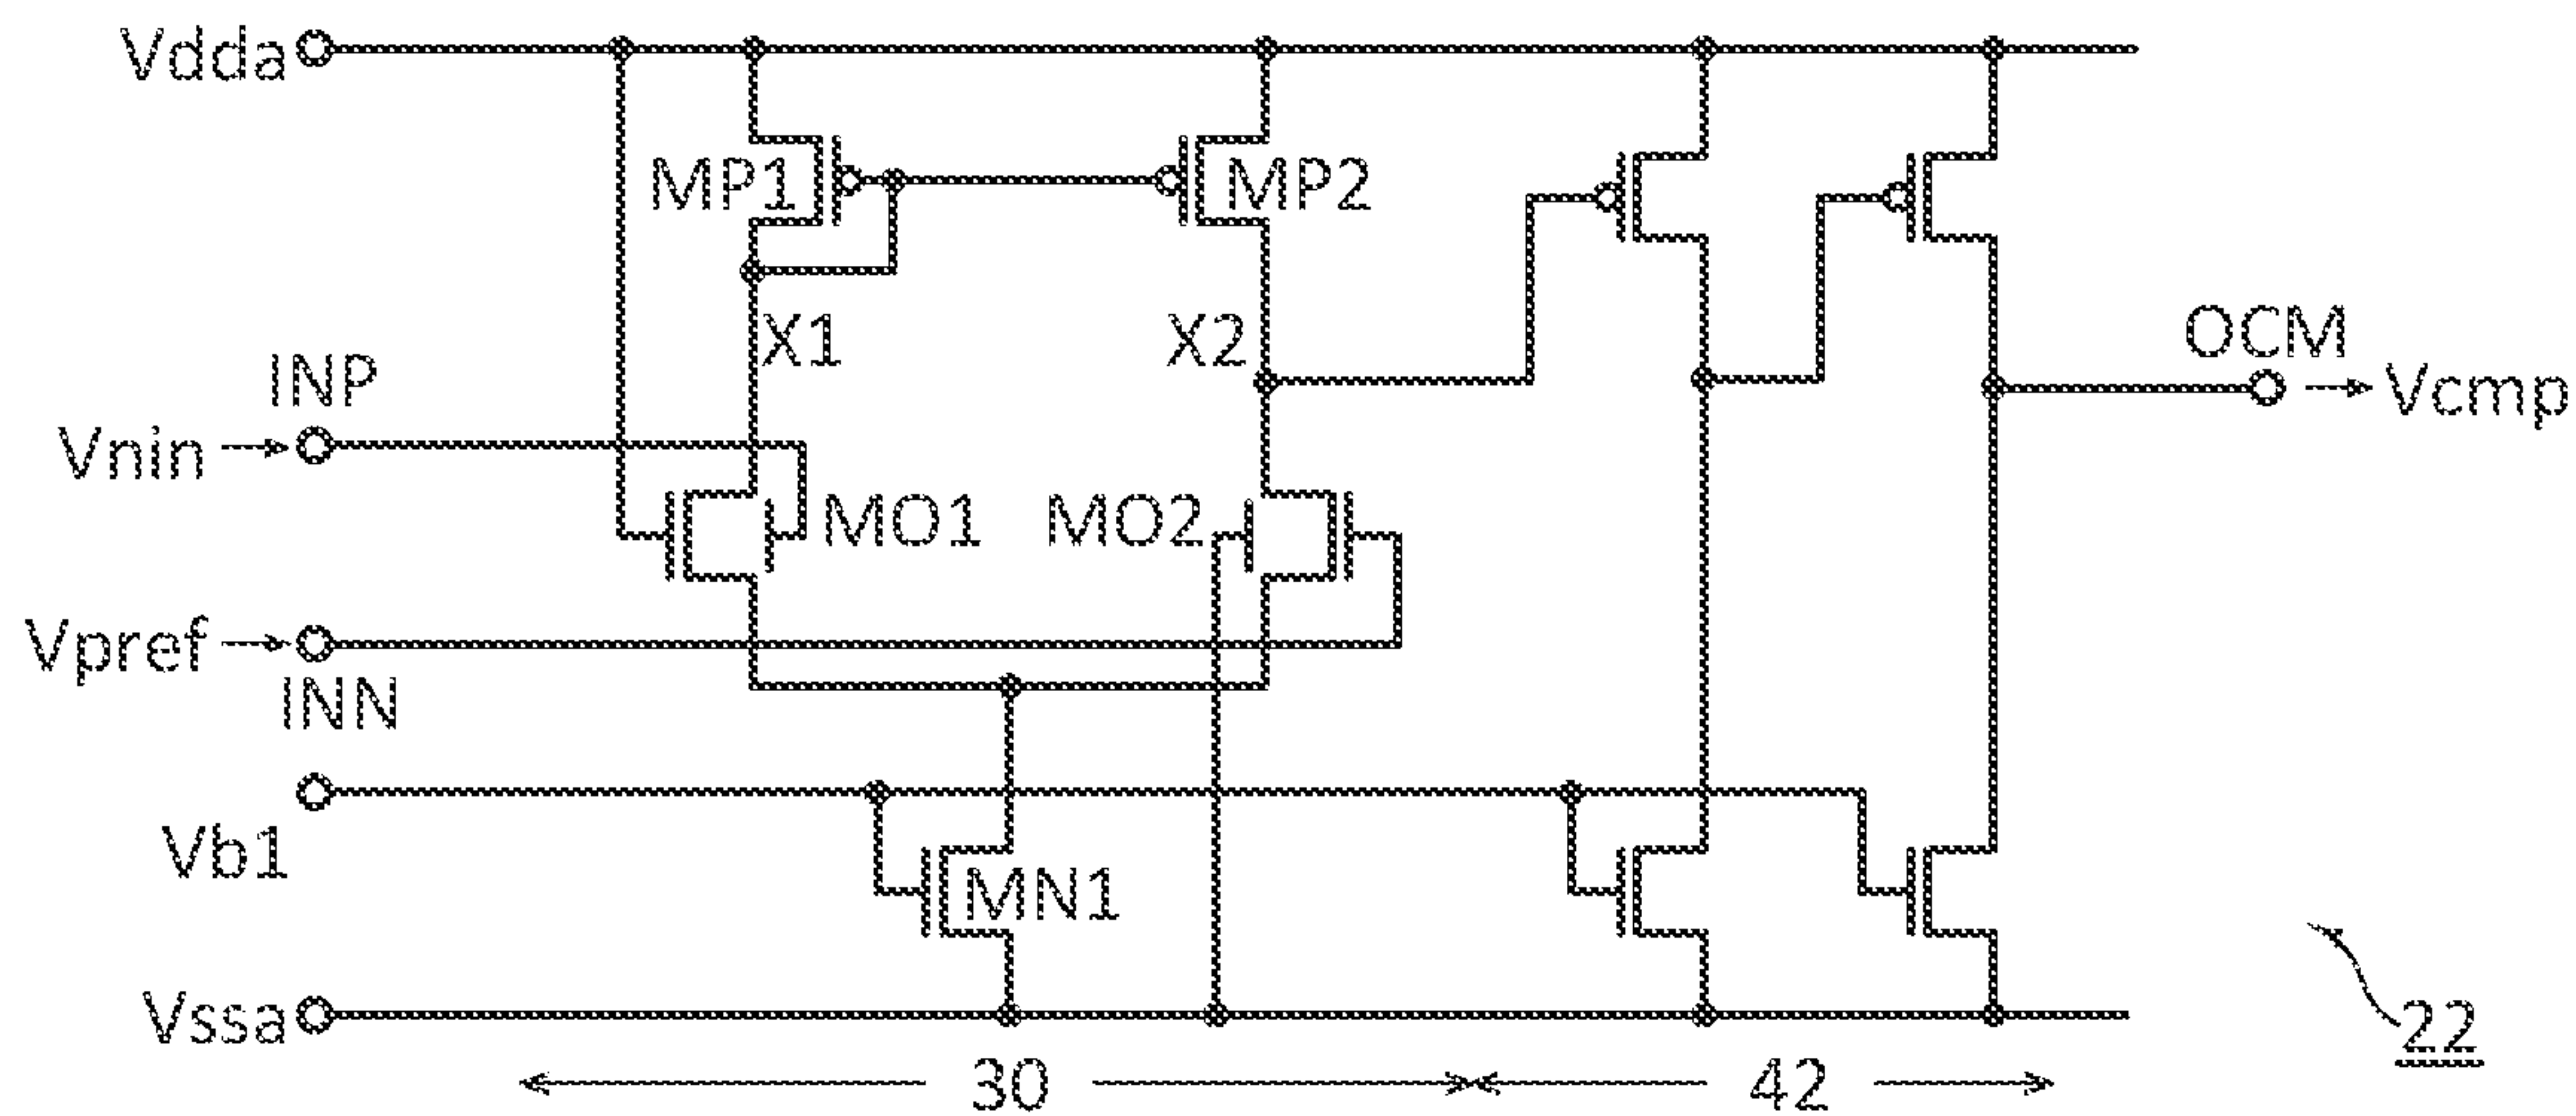 Vdda
MP1
MP2
X1
X2
OCM
INP
Vcmp
Vnin
MO1
MO2
Vpref
INN
Vb1
MN1
Vssa
22
30
42